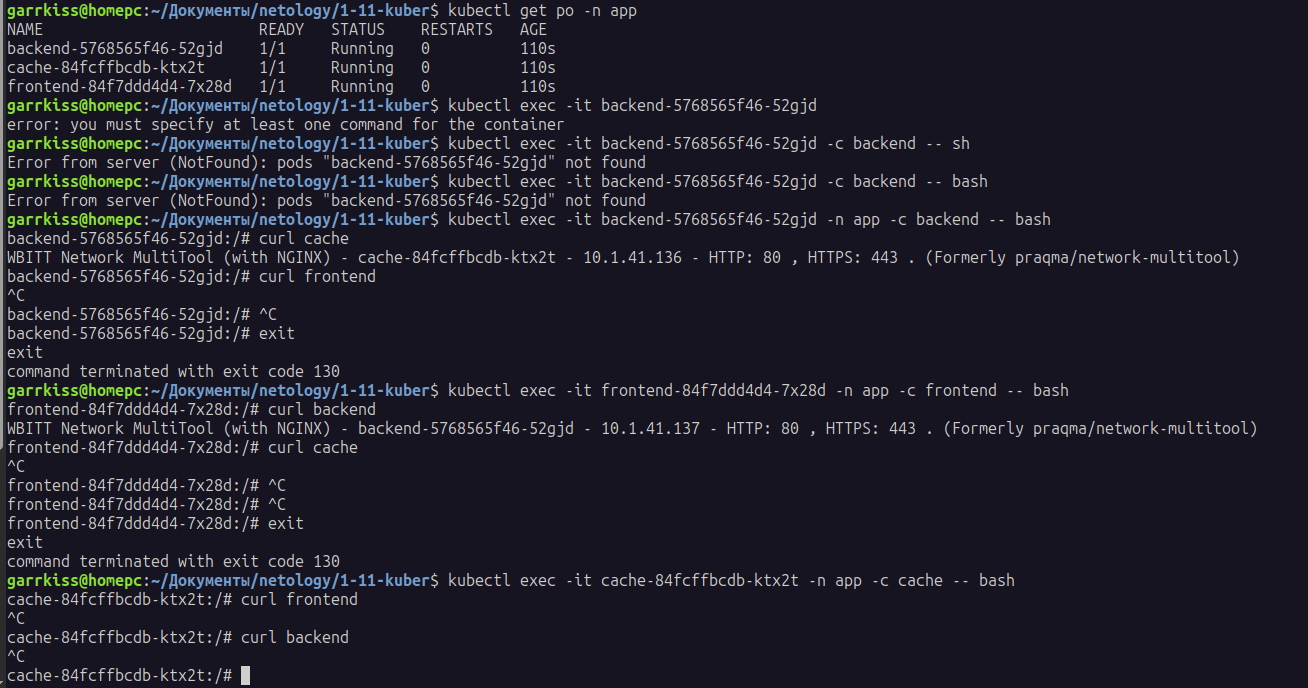 garrkiss@homepc:~/Документы/netology/1-11-kuber$ kubectl get po -n app
NAME                       READY   STATUS    RESTARTS   AGE
backend-5768565f46-52gjd    1/1     Running   0          110s
cache-84fcffbcdb-ktx2t      1/1     Running   0          110s
frontend-84f7ddd4d4-7x28d   1/1     Running   0          110s
garrkiss@homepc:~/Документы/netology/1-11-kuber$ kubectl exec -it backend-5768565f46-52gjd
error: you must specify at least one command for the container
garrkiss@homepc:~/Документы/netology/1-11-kuber$ kubectl exec -it backend-5768565f46-52gjd -c backend -- sh
Error from server (NotFound): pods "backend-5768565f46-52gjd" not found
garrkiss@homepc:~/Документы/netology/1-11-kuber$ kubectl exec -it backend-5768565f46-52gjd -c backend -- bash
Error from server (NotFound): pods "backend-5768565f46-52gjd" not found
garrkiss@homepc:~/Документы/netology/1-11-kuber$ kubectl exec -it backend-5768565f46-52gjd -n app -c backend -- bash
backend-5768565f46-52gjd:/# curl cache
WBITT Network MultiTool (with NGINX) - cache-84fcffbcdb-ktx2t - 10.1.41.136 - HTTP: 80 , HTTPS: 443 . (Formerly praqma/network-multitool)
backend-5768565f46-52gjd:/# curl frontend
^C
backend-5768565f46-52gjd:/# ^C
backend-5768565f46-52gjd:/# exit
exit
command terminated with exit code 130
garrkiss@homepc:~/Документы/netology/1-11-kuber$ kubectl exec -it frontend-84f7ddd4d4-7x28d -n app -c frontend -- bash
frontend-84f7ddd4d4-7x28d:/# curl backend
WBITT Network MultiTool (with NGINX) - backend-5768565f46-52gjd - 10.1.41.137 - HTTP: 80 , HTTPS: 443 . (Formerly praqma/network-multitool)
frontend-84f7ddd4d4-7x28d:/# curl cache
^C
frontend-84f7ddd4d4-7x28d:/# ^C
frontend-84f7ddd4d4-7x28d:/# ^C
frontend-84f7ddd4d4-7x28d:/# exit
exit
command terminated with exit code 130
garrkiss@homepc:~/Документы/netology/1-11-kuber$ kubectl exec -it cache-84fcffbcdb-ktx2t -n app -c cache -- bash
cache-84fcffbcdb-ktx2t:/# curl frontend
^C
cache-84fcffbcdb-ktx2t:/# curl backend
^C
cache-84fcffbcdb-ktx2t:/#